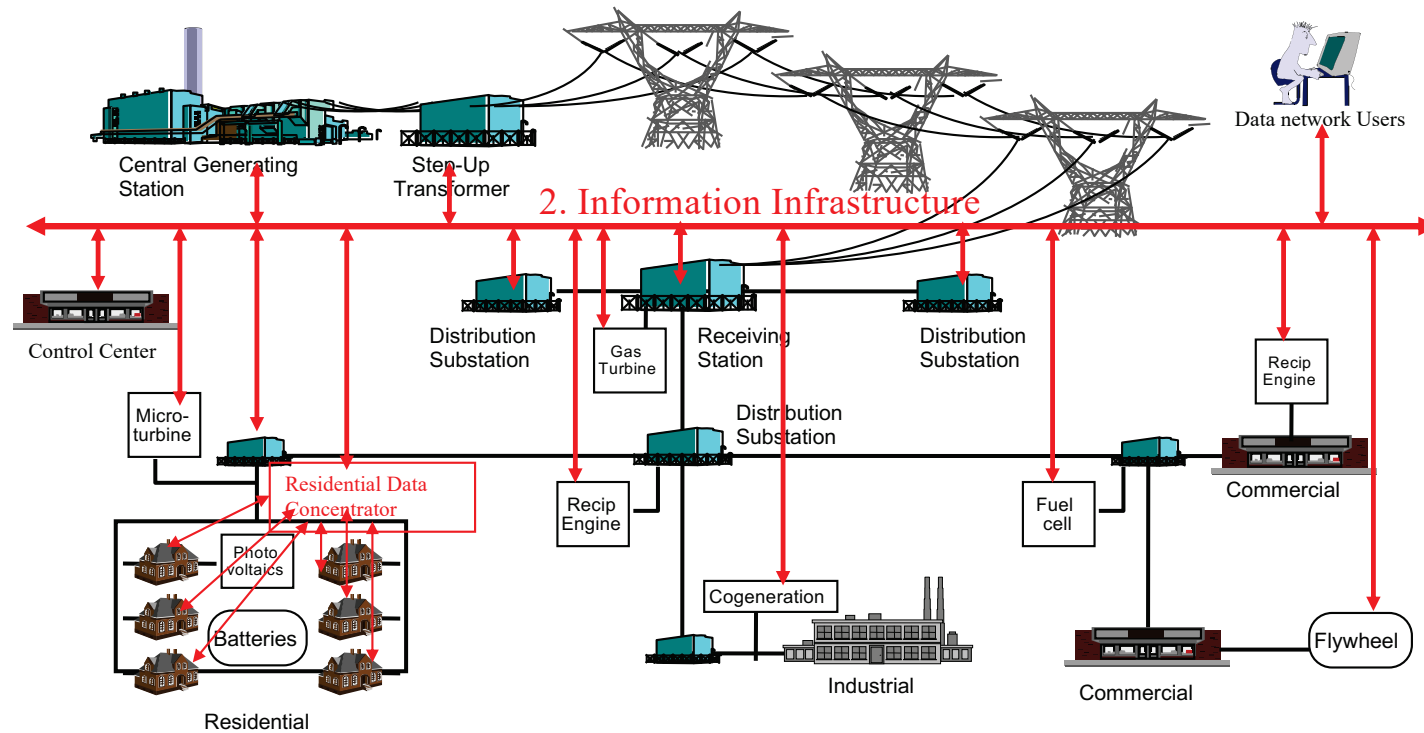 Data network Users
Central Generating
Station
Step-Up
Transformer
2. Information Infrastructure
Control Center
Distribution
Substation
Gas
Turbine
Receiving
Station
Distribution
Substation
Recip
Engine
Micro-
turbine
Distribution
Substation
Residential Data
Concentrator
Recip
Engine
Fuel
cell
Commercial
Photo
voltaics
Batteries
Cogeneration
Flywheel
Industrial
Commercial
Residential